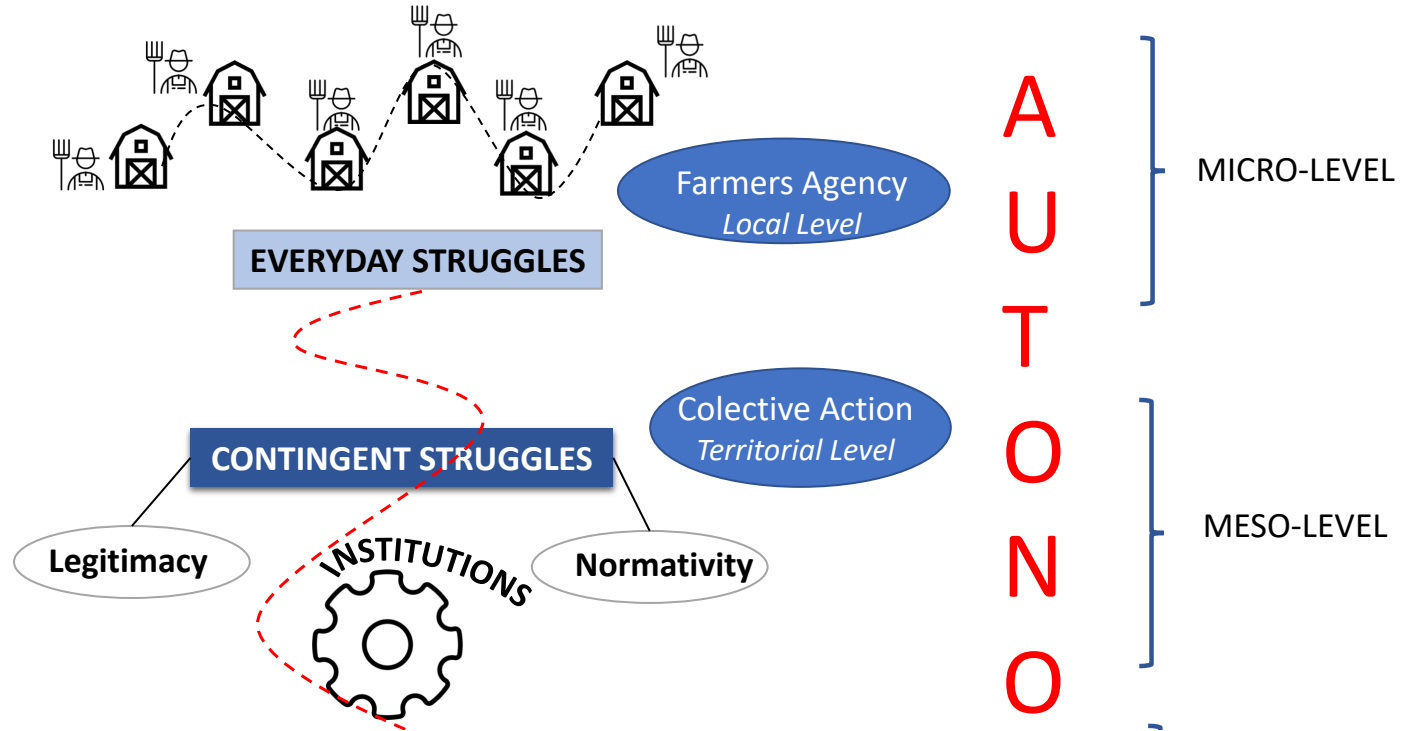 Farmers Agency
Local Level
MICRO-LEVEL
EVERYDAY STRUGGLES
Colective Action
Territorial Level
CONTINGENT STRUGGLES
MESO-LEVEL
Legitimacy
INSTITUTIONS
Normativity
A
U
T
O
N
O